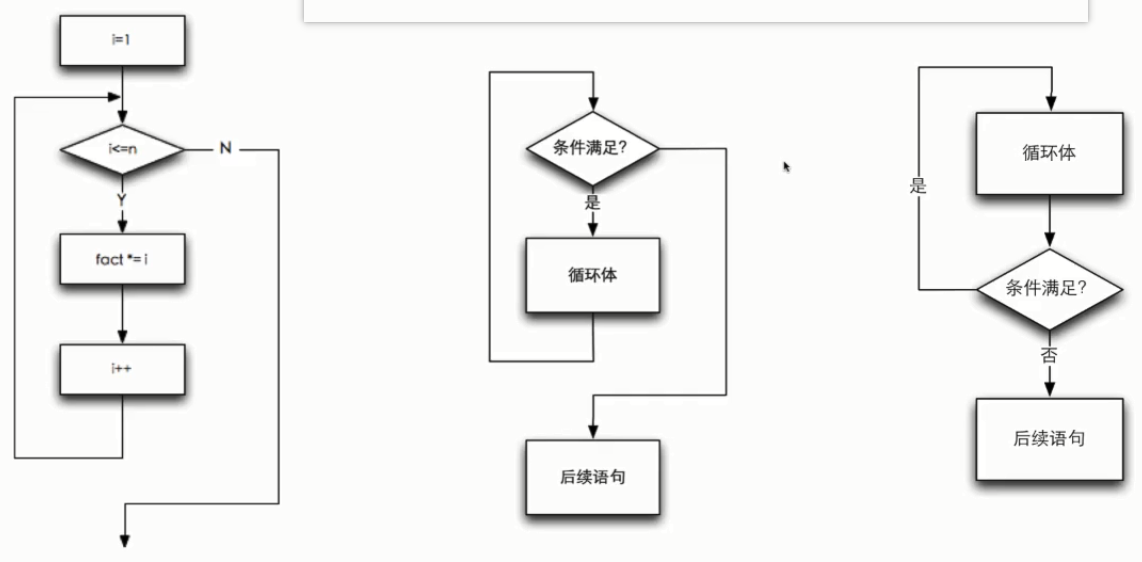 i=1
i<=n
N
Y
fact *= i
i++
条件满足?
是
循环体
后续语句
循环体
是
条件满足?
否
后续语句